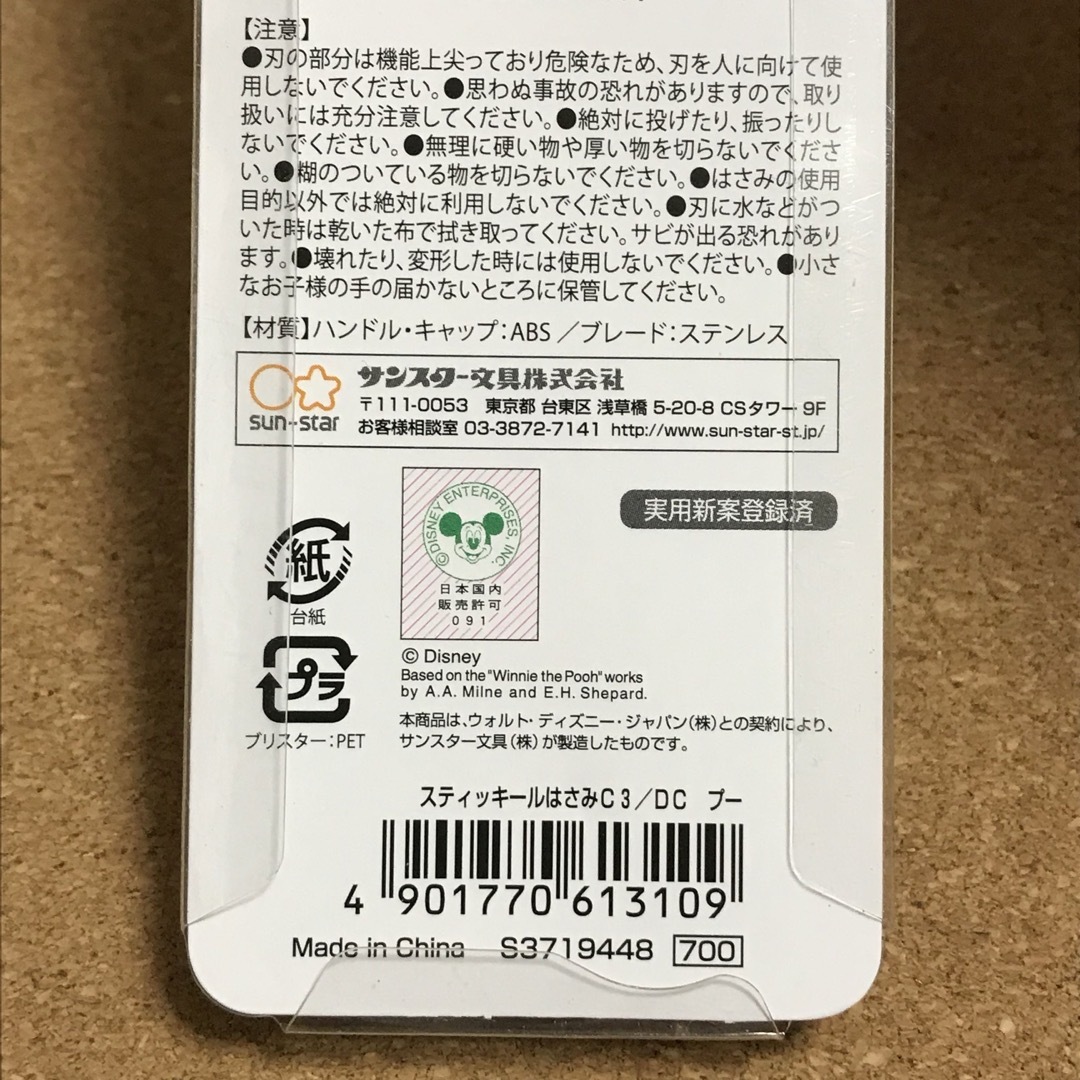 【注意】
●刃の部分は機能上尖っており危険なため、刃を人に向けて使
用しないでください。●思わぬ事故の恐れがありますので、取り
扱いには充分注意してください。●絶対に投げたり、振ったりし
ないでください。●無理に硬い物や厚い物を切らないでくださ
い。●糊のついている物を切らないでください。●はさみの使用
目的以外では絶対に利用しないでください。●刃に水などがつ
いた時は乾いた布で拭き取ってください。サビが出る恐れがあり
ます。●壊れたり、変形した時には使用しないでください。●小さ
なお子様の手の届かないところに保管してください。
【材質】ハンドル・キャップ：ABS／ブレード：ステンレス
sun-star
サンスター文具株式会社
〒111-0053 東京都 台東区 浅草橋 5-20-8 CSタワー 9F
お客様相談室 03-3872-7141 http://www.sun-star-st.jp/
実用新案登録済
©DISNEY ENTERPRISES, INC.
日本国内
販売許可
091
紙
台紙
プラ
ブリスター：PET
© Disney
Based on the "Winnie the Pooh" works
by A.A. Milne and E.H. Shepard.
本商品は、ウォルト・ディズニー・ジャパン（株）との契約により、
サンスター文具（株）が製造したものです。
スティッキールはさみC3／DC プー
4 901770 613109
Made in China S3719448 700